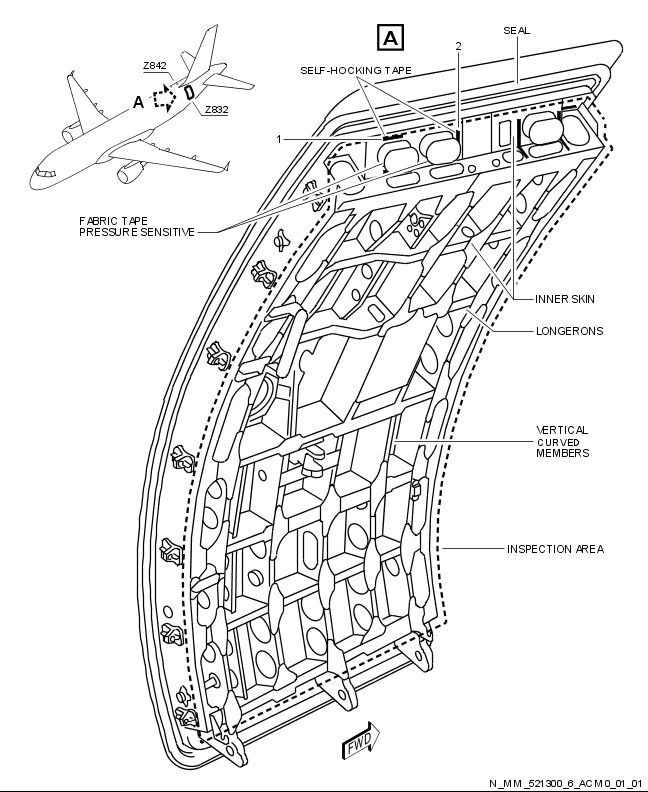 A
SEAL
2
Z842
SELF-HOCKING TAPE
A
Z832
1
FABRIC TAPE
PRESSURE SENSITIVE
INNER SKIN
LONGERONS
VERTICAL
CURVED
MEMBERS
INSPECTION AREA
FWD
N_MM_521300_6_ACM0_01_01